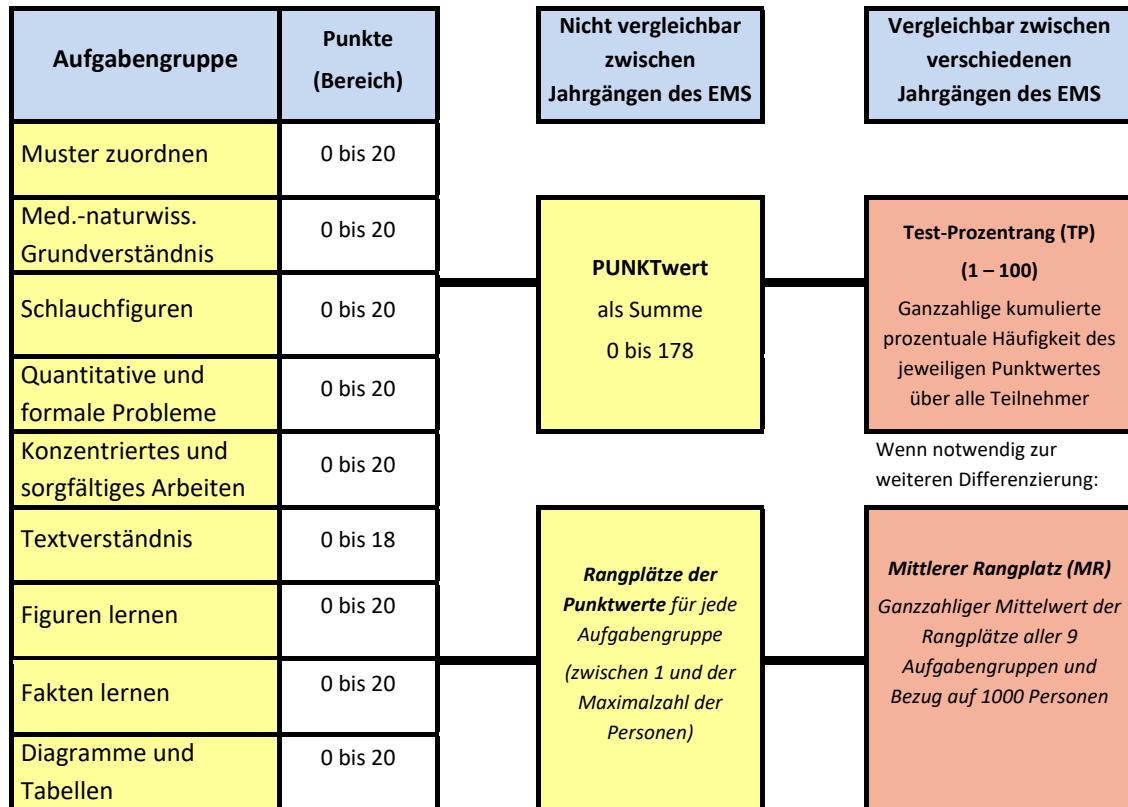 Aufgabengruppe
Punkte
(Bereich)
Nicht vergleichbar
zwischen
Jahrgängen des EMS
Vergleichbar zwischen
verschiedenen
Jahrgängen des EMS
Muster zuordnen
0 bis 20
Med.-naturwiss.
Grundverständnis
0 bis 20
Schlauchfiguren
0 bis 20
Quantitative und
formale Probleme
0 bis 20
Konzentriertes und
sorgfältiges Arbeiten
0 bis 20
Textverständnis
0 bis 18
Figuren lernen
0 bis 20
Fakten lernen
0 bis 20
Diagramme und
Tabellen
0 bis 20
PUNKTwert
als Summe
0 bis 178
Test-Prozentrang (TP)
(1 – 100)
Ganzzahlige kumulierte
prozentuale Häufigkeit des
jeweiligen Punktwertes
über alle Teilnehmer
Wenn notwendig zur
weiteren Differenzierung:
Rangplätze der
Punktwerte für jede
Aufgabengruppe
(zwischen 1 und der
Maximalzahl der
Personen)
Mittlerer Rangplatz (MR)
Ganzzahliger Mittelwert der
Rangplätze aller 9
Aufgabengruppen und
Bezug auf 1000 Personen